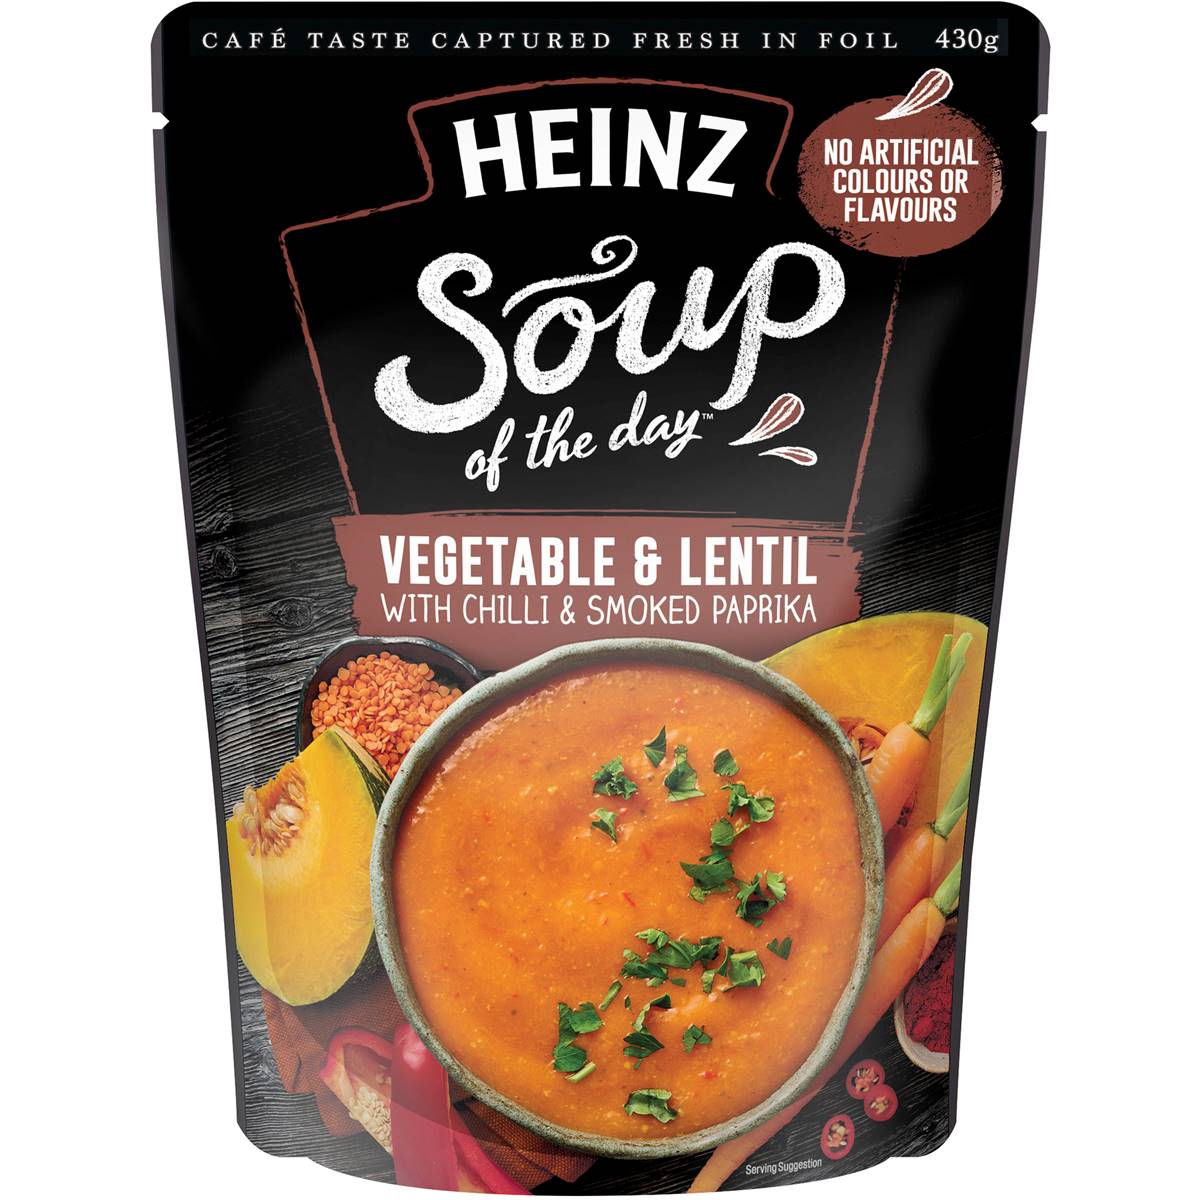 CAFÉ TASTE CAPTURED FRESH IN FOIL 430g
HEINZ
NO ARTIFICIAL
COLOURS OR
FLAVOURS
Soup
of the day™
VEGETABLE & LENTIL
WITH CHILLI & SMOKED PAPRIKA
Serving Suggestion